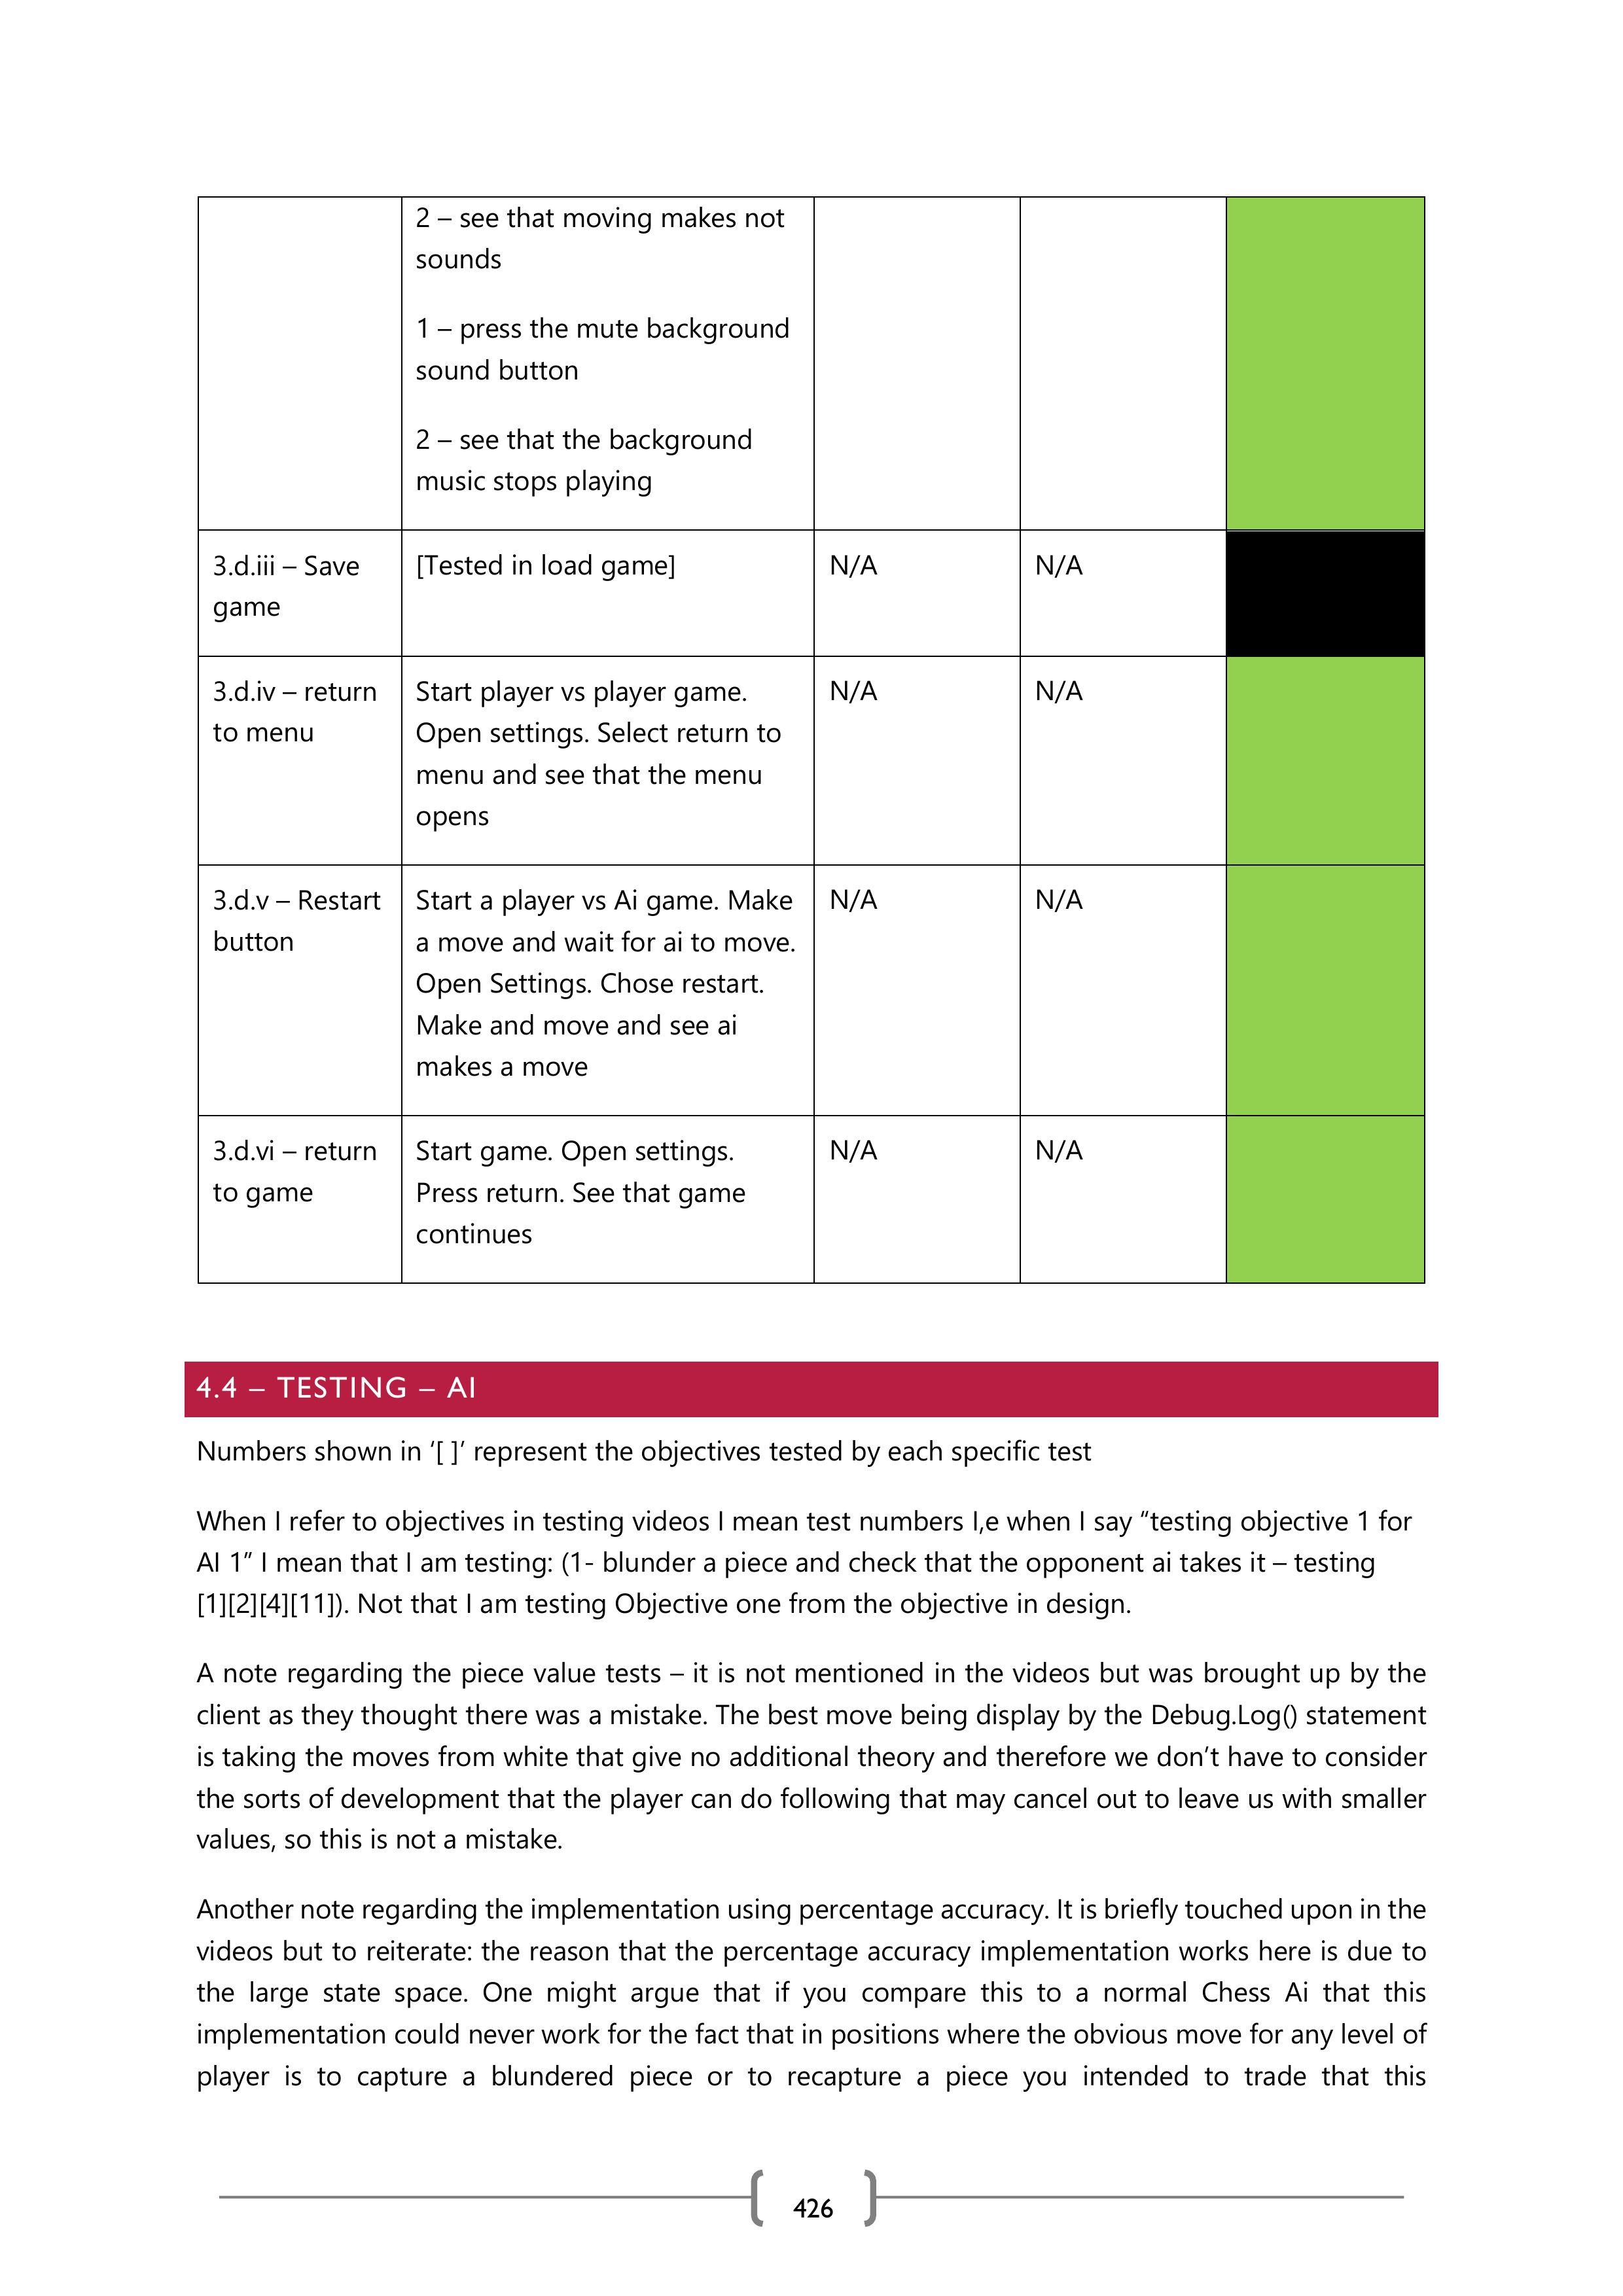 2 – see that moving makes not
sounds
1 – press the mute background
sound button
2 – see that the background
music stops playing
3.d.iii – Save
game
[Tested in load game]
N/A
N/A
3.d.iv – return
to menu
Start player vs player game.
Open settings. Select return to
menu and see that the menu
opens
N/A
N/A
3.d.v – Restart
button
Start a player vs Ai game. Make
a move and wait for ai to move.
Open Settings. Chose restart.
Make and move and see ai
makes a move
N/A
N/A
3.d.vi – return
to game
Start game. Open settings.
Press return. See that game
continues
N/A
N/A
4.4 – TESTING – AI
Numbers shown in ‘[ ]’ represent the objectives tested by each specific test
When I refer to objectives in testing videos I mean test numbers I,e when I say “testing objective 1 for
AI 1” I mean that I am testing: (1- blunder a piece and check that the opponent ai takes it – testing
[1][2][4][11]). Not that I am testing Objective one from the objective in design.
A note regarding the piece value tests – it is not mentioned in the videos but was brought up by the
client as they thought there was a mistake. The best move being display by the Debug.Log() statement
is taking the moves from white that give no additional theory and therefore we don’t have to consider
the sorts of development that the player can do following that may cancel out to leave us with smaller
values, so this is not a mistake.
Another note regarding the implementation using percentage accuracy. It is briefly touched upon in the
videos but to reiterate: the reason that the percentage accuracy implementation works here is due to
the large state space. One might argue that if you compare this to a normal Chess Ai that this
implementation could never work for the fact that in positions where the obvious move for any level of
player is to capture a blundered piece or to recapture a piece you intended to trade that this
426